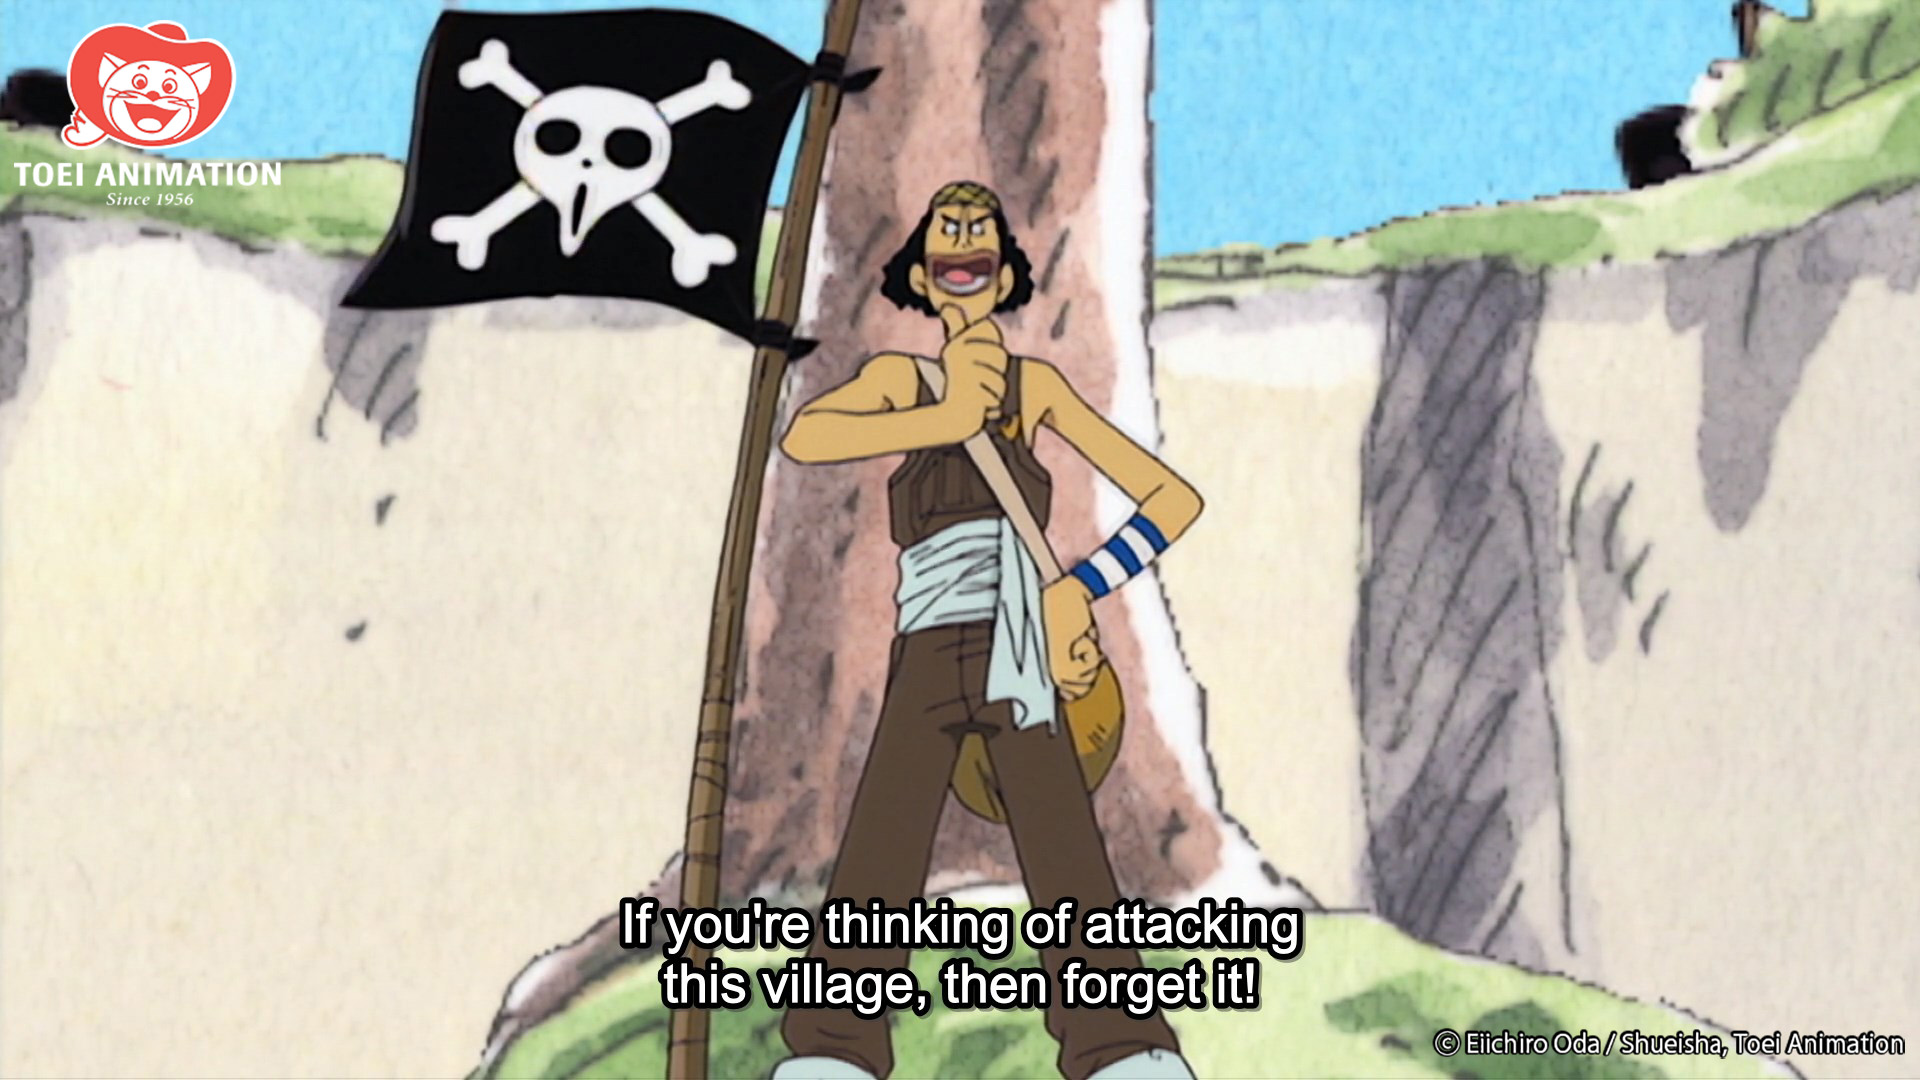 TOEI ANIMATION
Since 1956
If you're thinking of attacking
this village, then forget it!
© Eiichiro Oda / Shueisha, Toei Animation